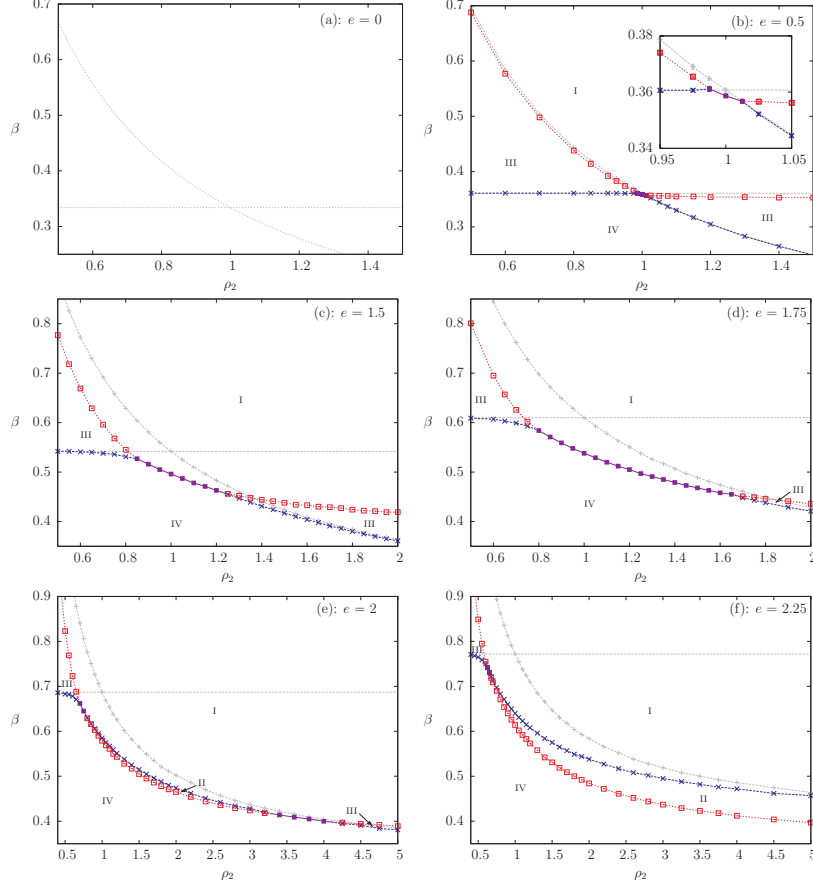 (a): e = 0
0.7
0.6
β
0.5
0.4
0.3
0.6
0.8
1
1.2
1.4
ρ₂
(b): e = 0.5
0.7
0.6
β
0.5
0.4
0.3
0.6
0.8
1
1.2
1.4
ρ₂
I
III
IV
III
0.38
0.36
0.34
0.95
1
1.05
(c): e = 1.5
0.8
0.7
β
0.6
0.5
0.4
0.6
0.8
1
1.2
1.4
1.6
1.8
2
ρ₂
I
III
IV
III
(d): e = 1.75
0.8
0.7
β
0.6
0.5
0.4
0.6
0.8
1
1.2
1.4
1.6
1.8
2
ρ₂
I
III
III
IV
(e): e = 2
0.9
0.8
β
0.7
0.6
0.5
0.4
0.5
1
1.5
2
2.5
3
3.5
4
4.5
5
ρ₂
III
I
II
IV
III
(f): e = 2.25
0.9
0.8
β
0.7
0.6
0.5
0.4
0.5
1
1.5
2
2.5
3
3.5
4
4.5
5
ρ₂
III
I
IV
II